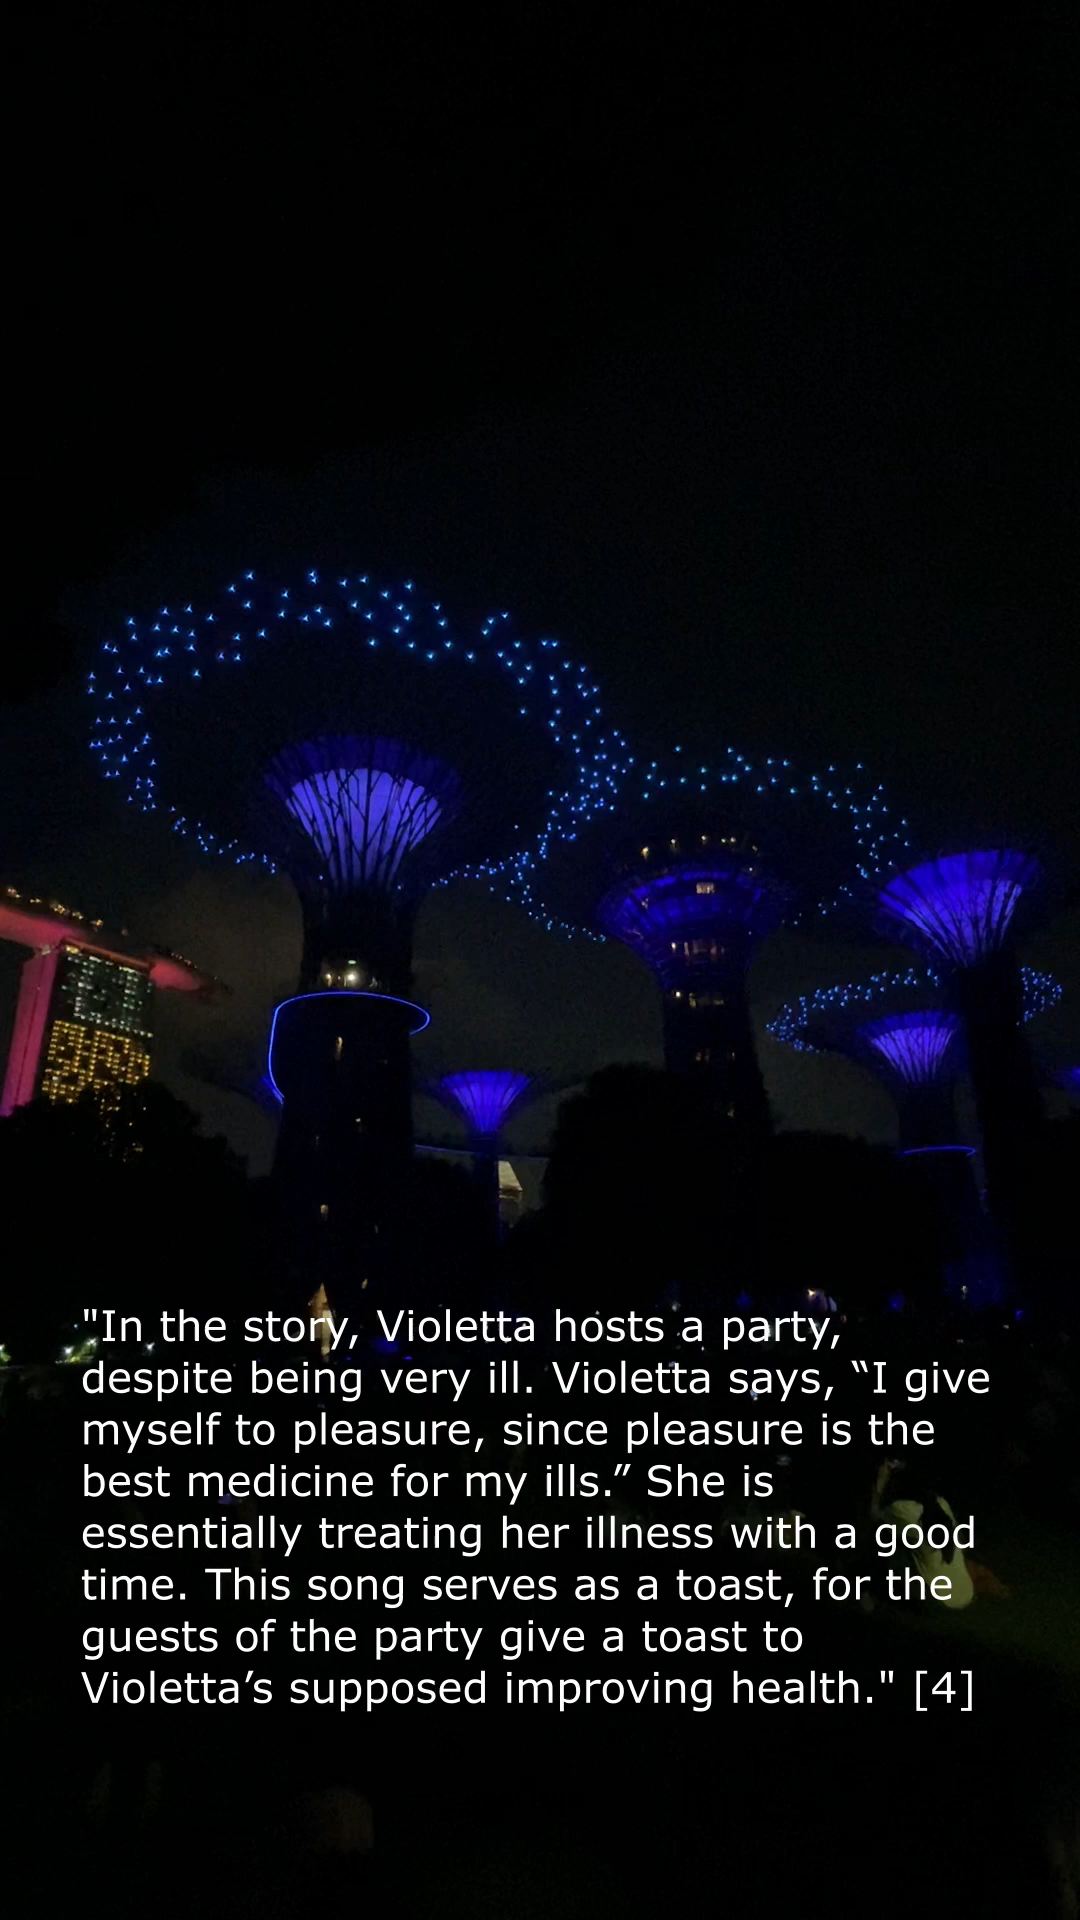 "In the story, Violetta hosts a party,
despite being very ill. Violetta says, “I give
myself to pleasure, since pleasure is the
best medicine for my ills.” She is
essentially treating her illness with a good
time. This song serves as a toast, for the
guests of the party give a toast to
Violetta’s supposed improving health." [4]